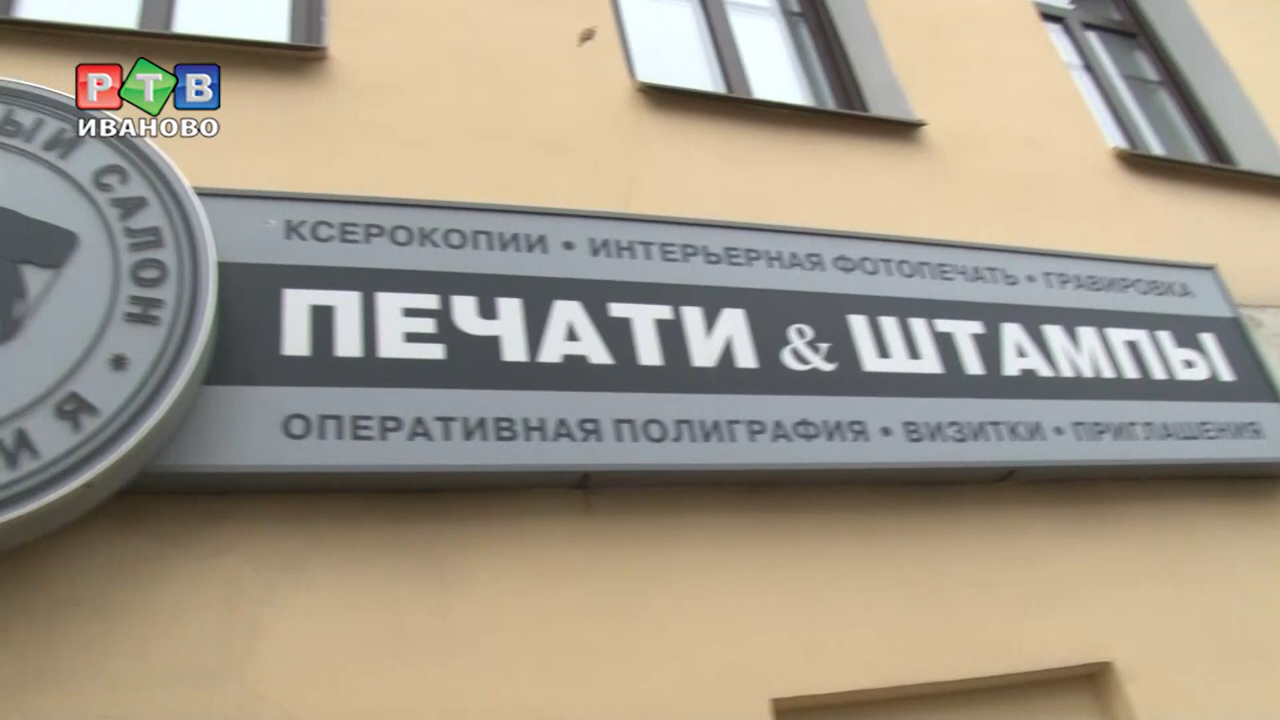 РТВ
ИВАНОВО
САЛОН *
КСЕРОКОПИИ • ИНТЕРЬЕРНАЯ ФОТОПЕЧАТЬ • ГРАВИРОВКА
ПЕЧАТИ & ШТАМПЫ
ОПЕРАТИВНАЯ ПОЛИГРАФИЯ • ВИЗИТКИ • ПРИГЛАШЕНИЯ